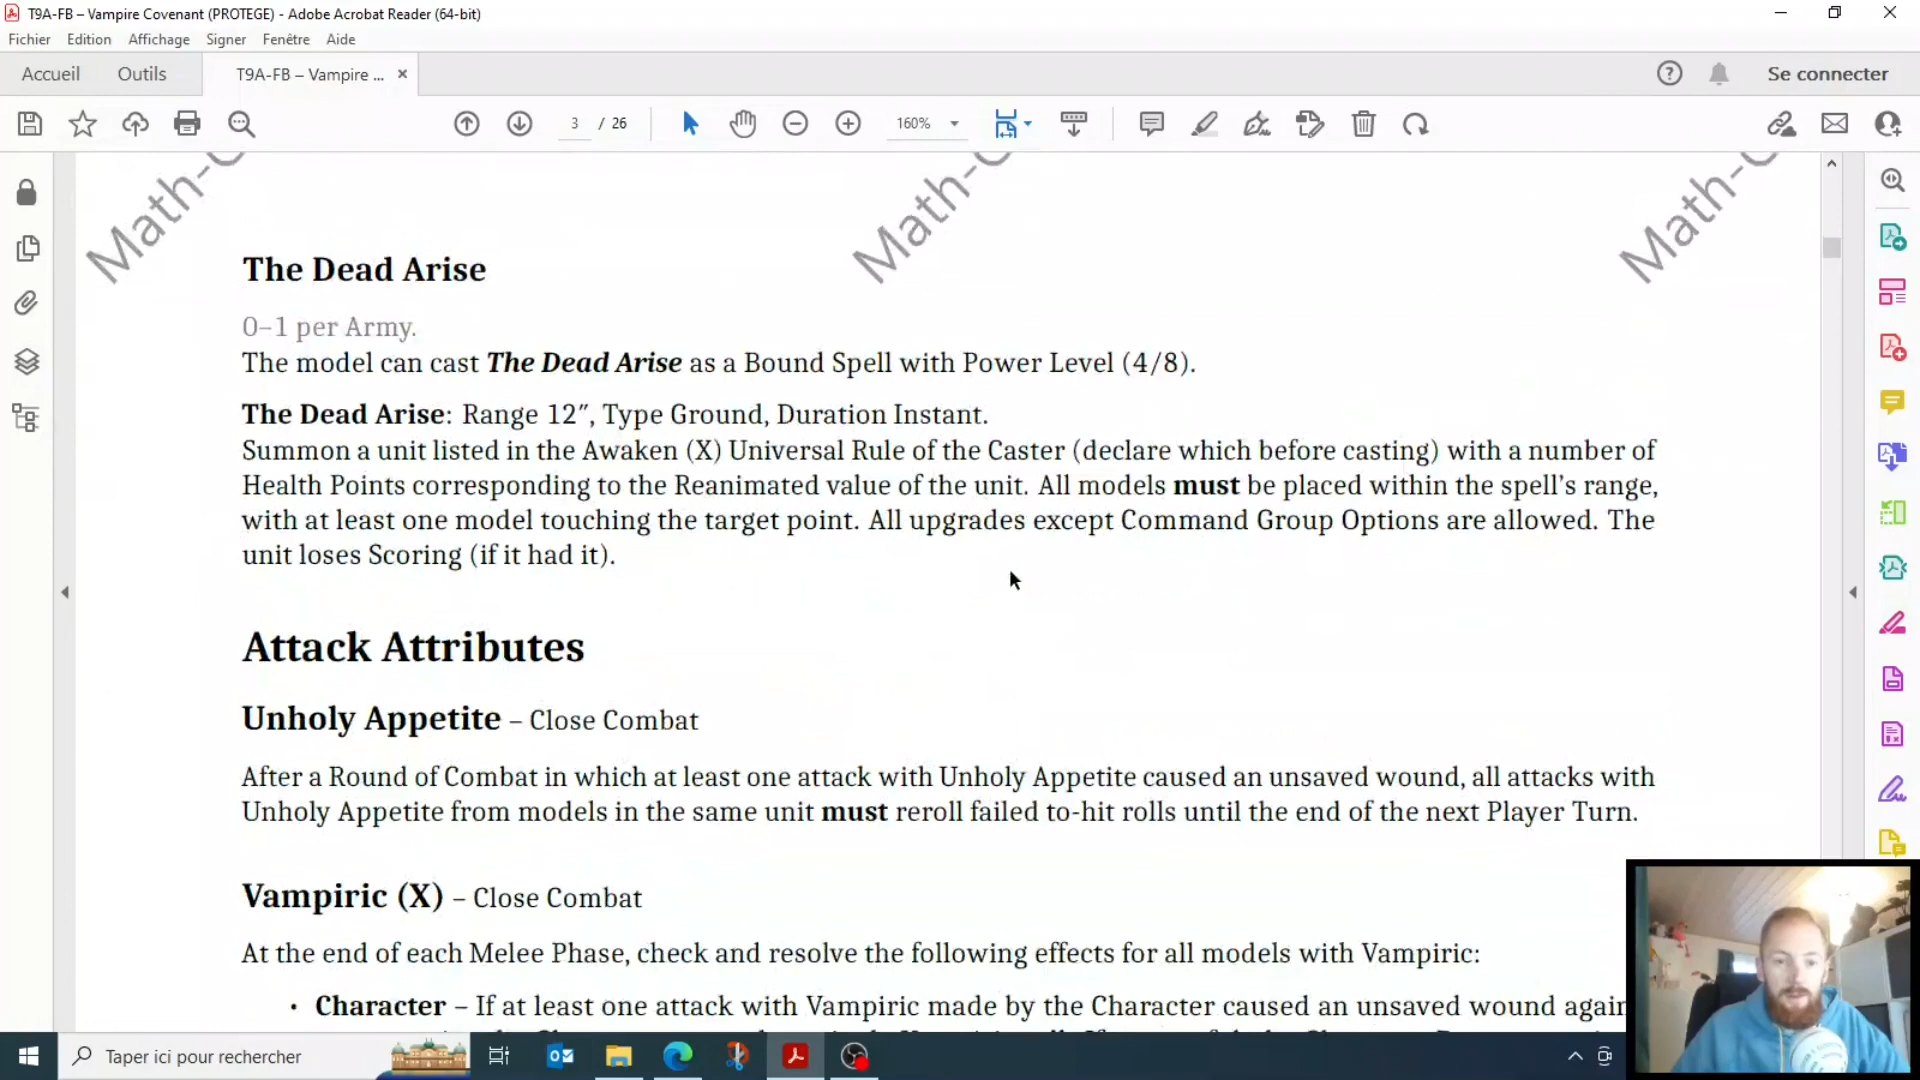 T9A-FB – Vampire Covenant (PROTEGE) - Adobe Acrobat Reader (64-bit)
Fichier Edition Affichage Signer Fenêtre Aide
Accueil Outils T9A-FB – Vampire ... × Se connecter
3 / 26 160%
Math-C Math-C Math-C
The Dead Arise
0–1 per Army.
The model can cast The Dead Arise as a Bound Spell with Power Level (4/8).
The Dead Arise: Range 12″, Type Ground, Duration Instant.
Summon a unit listed in the Awaken (X) Universal Rule of the Caster (declare which before casting) with a number of
Health Points corresponding to the Reanimated value of the unit. All models must be placed within the spell's range,
with at least one model touching the target point. All upgrades except Command Group Options are allowed. The
unit loses Scoring (if it had it).
Attack Attributes
Unholy Appetite – Close Combat
After a Round of Combat in which at least one attack with Unholy Appetite caused an unsaved wound, all attacks with
Unholy Appetite from models in the same unit must reroll failed to-hit rolls until the end of the next Player Turn.
Vampiric (X) – Close Combat
At the end of each Melee Phase, check and resolve the following effects for all models with Vampiric:
• Character – If at least one attack with Vampiric made by the Character caused an unsaved wound again
Taper ici pour rechercher